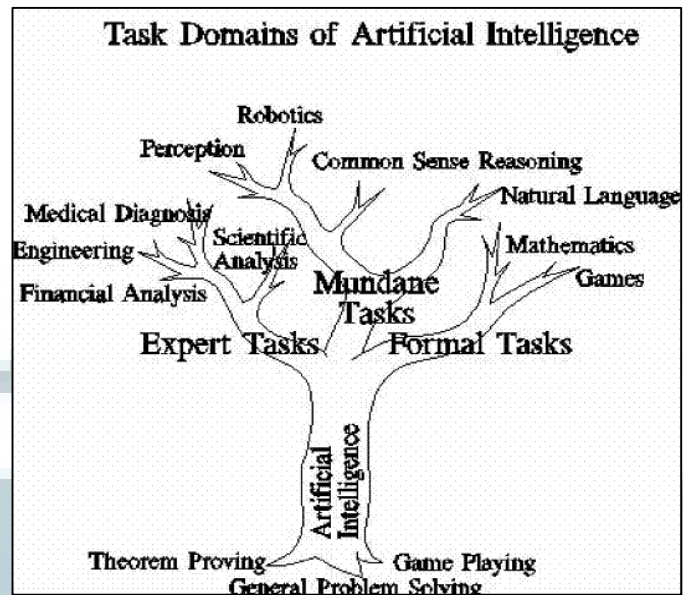 Task Domains of Artificial Intelligence
Robotics
Perception
Common Sense Reasoning
Natural Language
Medical Diagnosis
Scientific
Analysis
Engineering
Mathematics
Games
Financial Analysis
Mundane
Tasks
Expert Tasks
Formal Tasks
Artificial
Intelligence
Theorem Proving
Game Playing
General Problem Solving